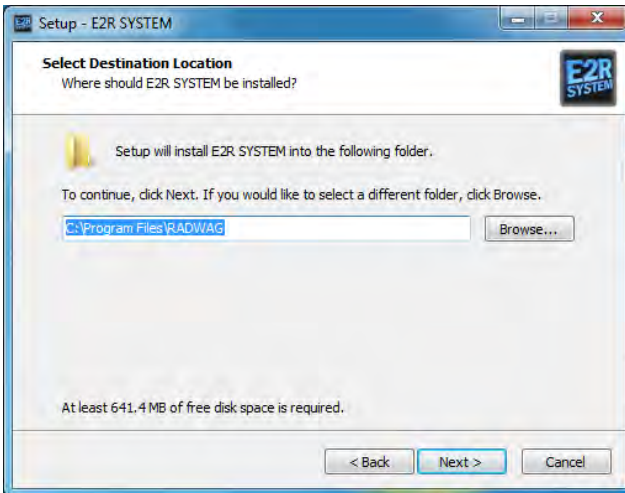 Setup - E2R SYSTEM
Select Destination Location
Where should E2R SYSTEM be installed?
E2R
SYSTEM
Setup will install E2R SYSTEM into the following folder.
To continue, click Next. If you would like to select a different folder, click Browse.
C:\Program Files\RADWAG
Browse...
At least 641.4 MB of free disk space is required.
< Back
Next >
Cancel